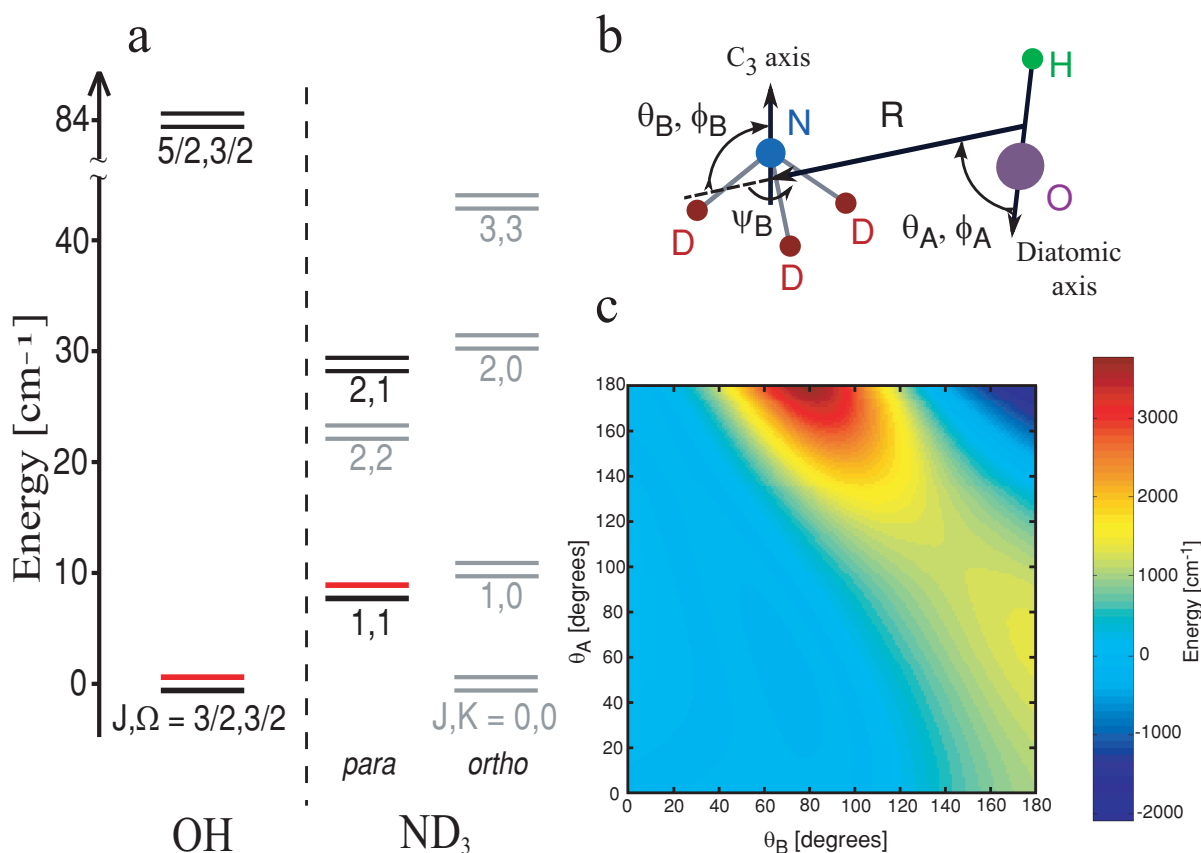 a
Energy [cm⁻¹]
84
40
30
20
10
0
5/2,3/2
J,Ω = 3/2,3/2
OH
2,1
2,2
1,1
para
3,3
2,0
1,0
J,K = 0,0
ortho
ND₃
b
C₃ axis
θB, ϕB
N
R
H
O
D
D
D
ψB
θA, ϕA
Diatomic
axis
c
θA [degrees]
180
160
140
120
100
80
60
40
20
0
0 20 40 60 80 100 120 140 160 180
θB [degrees]
3000
2000
1000
0
-1000
-2000
Energy [cm⁻¹]